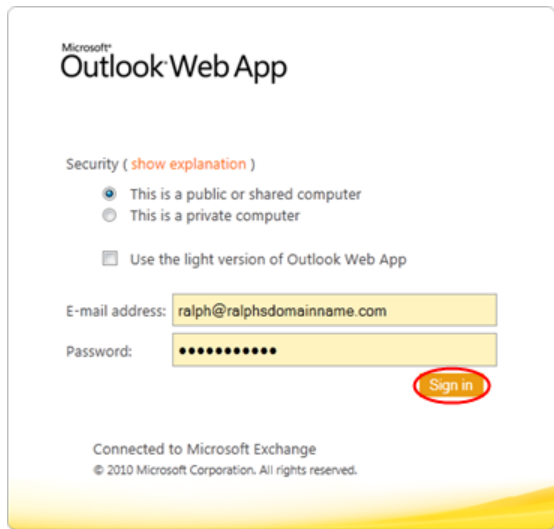 Microsoft®
Outlook Web App
Security ( show explanation )
This is a public or shared computer
This is a private computer
Use the light version of Outlook Web App
E-mail address: ralph@ralphsdomainname.com
Password: •••••••••••
Sign in
Connected to Microsoft Exchange
© 2010 Microsoft Corporation. All rights reserved.